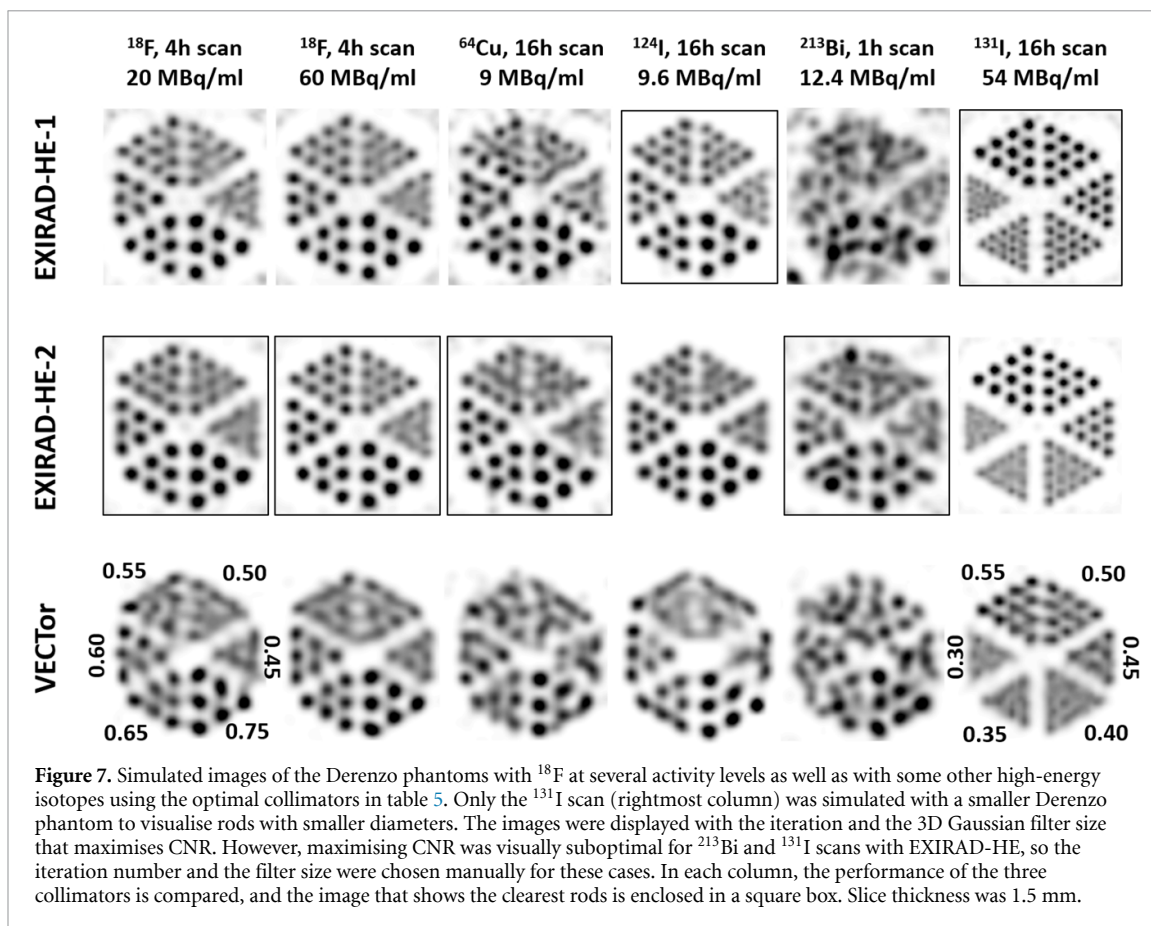 ¹⁸F, 4h scan ¹⁸F, 4h scan ⁶⁴Cu, 16h scan ¹²⁴I, 16h scan ²¹³Bi, 1h scan ¹³¹I, 16h scan
20 MBq/ml 60 MBq/ml 9 MBq/ml 9.6 MBq/ml 12.4 MBq/ml 54 MBq/ml
EXIRAD-HE-1
EXIRAD-HE-2
VECTor
0.55 0.50 0.55 0.50
0.60 0.45 0.30 0.45
0.65 0.75 0.35 0.40
Figure 7. Simulated images of the Derenzo phantoms with ¹⁸F at several activity levels as well as with some other high-energy
isotopes using the optimal collimators in table 5. Only the ¹³¹I scan (rightmost column) was simulated with a smaller Derenzo
phantom to visualise rods with smaller diameters. The images were displayed with the iteration and the 3D Gaussian filter size
that maximises CNR. However, maximising CNR was visually suboptimal for ²¹³Bi and ¹³¹I scans with EXIRAD-HE, so the
iteration number and the filter size were chosen manually for these cases. In each column, the performance of the three
collimators is compared, and the image that shows the clearest rods is enclosed in a square box. Slice thickness was 1.5 mm.